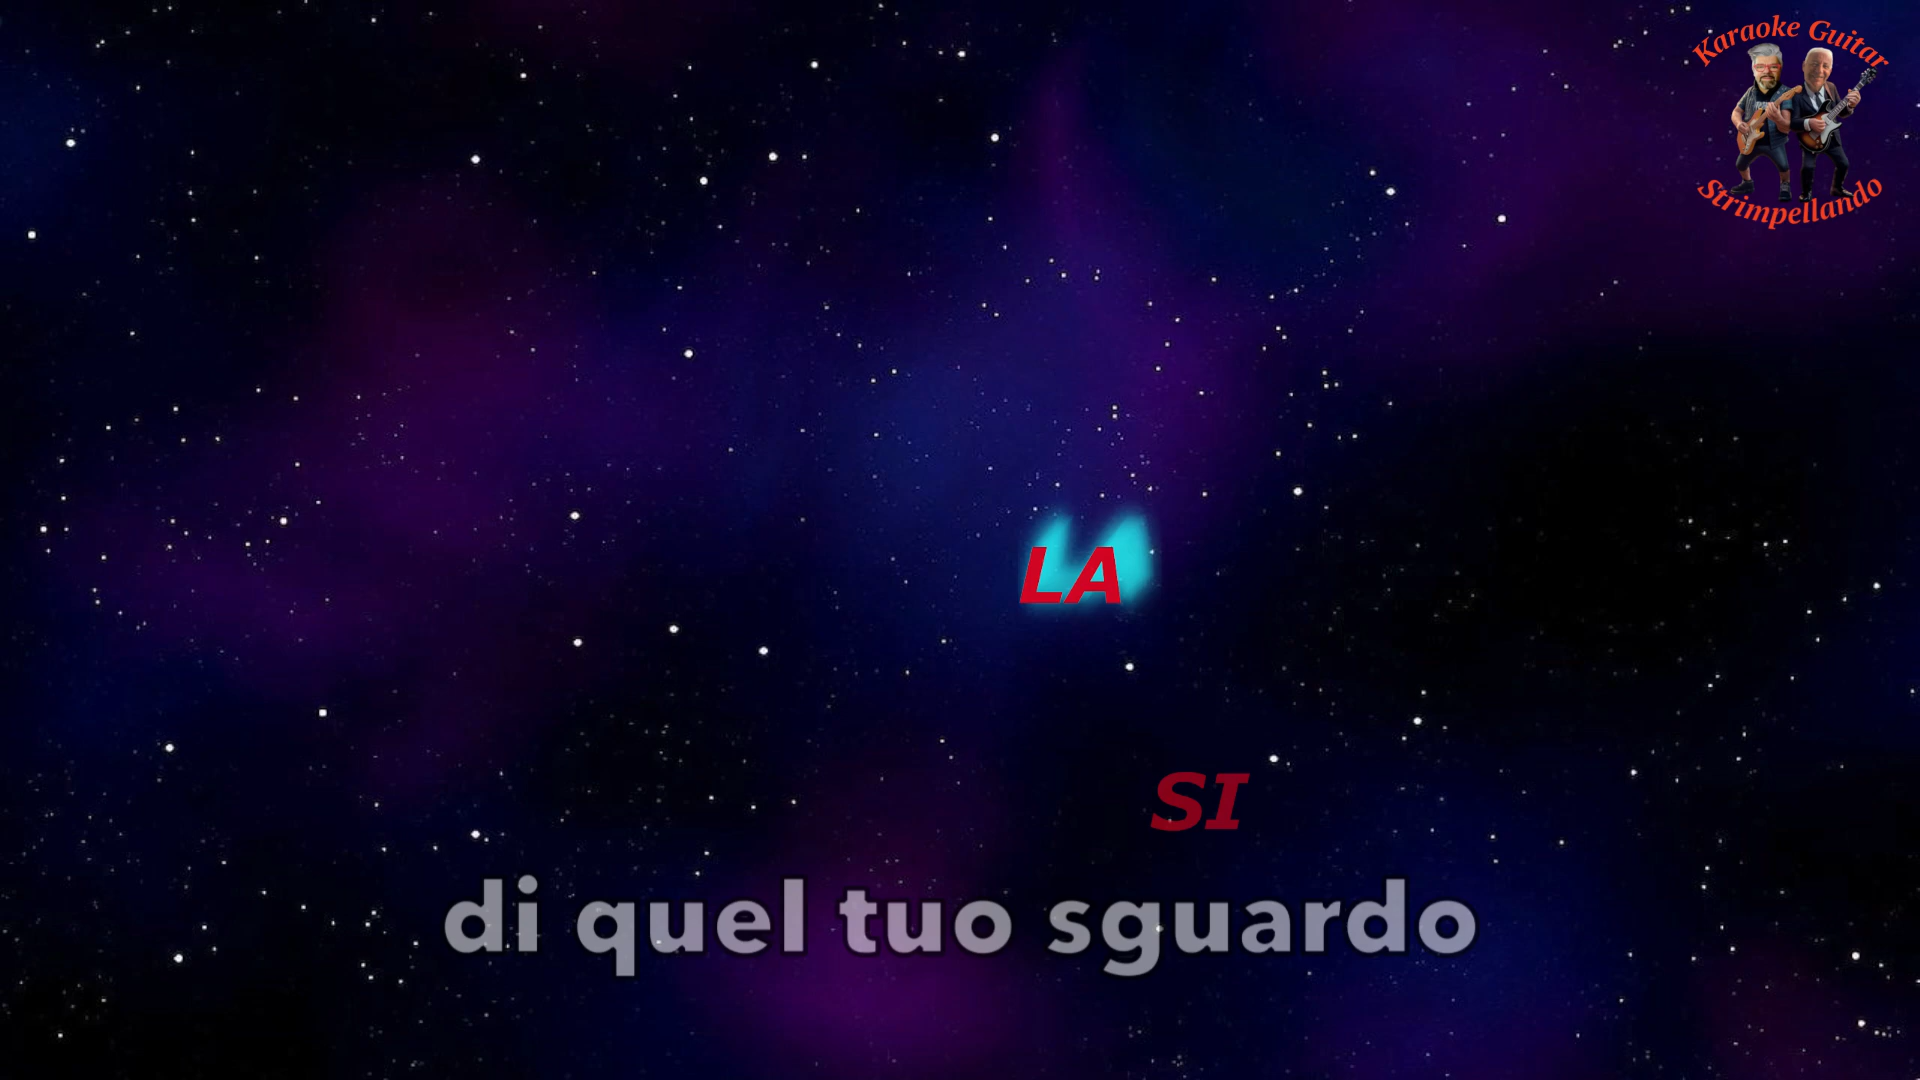 Karaoke Guitar
Strimpellando
LA
SI
di quel tuo sguardo